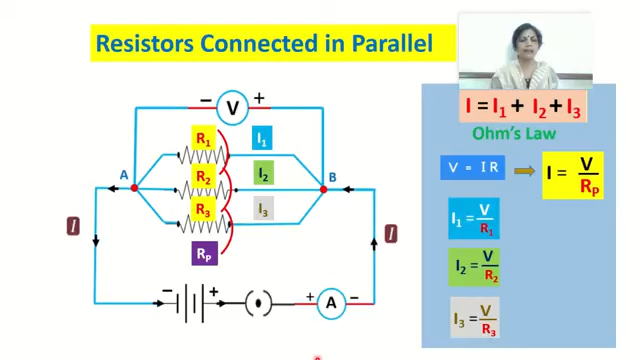 Resistors Connected in Parallel
I = I1 + I2 + I3
Ohm's Law
V = IR
I = V/RP
I1 = V/R1
I2 = V/R2
I3 = V/R3
− V +
R1 I1
A R2 I2 B
R3 I3
I RP I
− + + A −